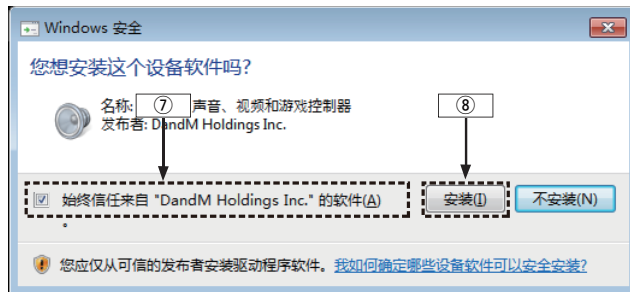 Windows 安全
您想安装这个设备软件吗?
名称: ⑦ 声音、视频和游戏控制器
发布者: DandM Holdings Inc.
⑧
始终信任来自 "DandM Holdings Inc." 的软件(A)
。
安装(I)
不安装(N)
您应仅从可信的发布者安装驱动程序软件。我如何确定哪些设备软件可以安全安装?